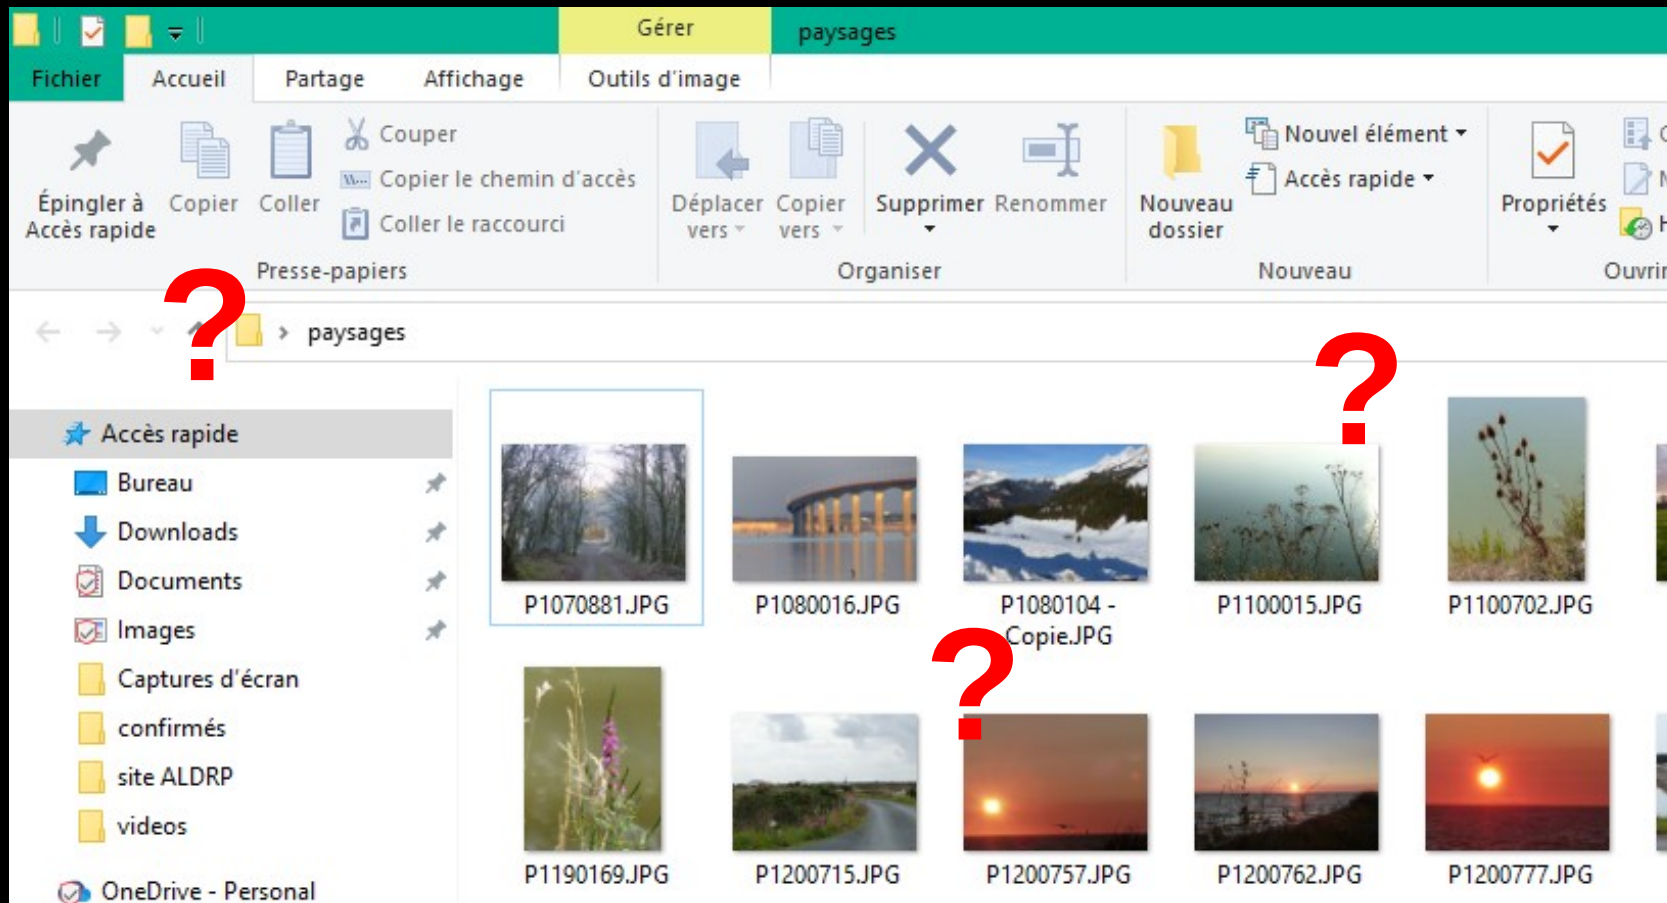 Gérer
paysages
Fichier Accueil Partage Affichage Outils d'image
Épingler à
Accès rapide
Copier
Coller
Couper
Copier le chemin d'accès
Coller le raccourci
Presse-papiers
Déplacer
vers
Copier
vers
Supprimer
Renommer
Organiser
Nouveau
dossier
Nouvel élément
Accès rapide
Nouveau
Propriétés
Ouvrir
? ? ?
paysages
Accès rapide
Bureau
Downloads
Documents
Images
Captures d'écran
confirmés
site ALDRP
videos
OneDrive - Personal
P1070881.JPG
P1080016.JPG
P1080104 -
Copie.JPG
P1100015.JPG
P1100702.JPG
P1190169.JPG
P1200715.JPG
P1200757.JPG
P1200762.JPG
P1200777.JPG